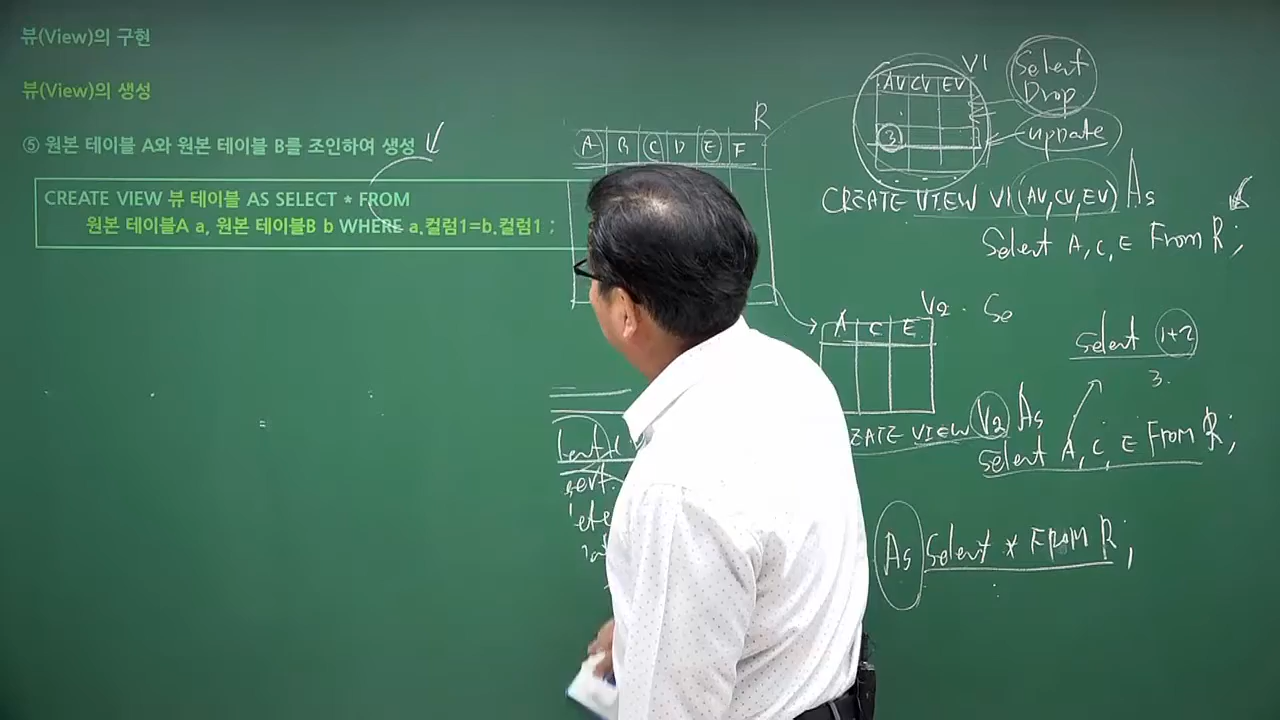 뷰(View)의 구현
뷰(View)의 생성
⑤ 원본 테이블 A와 원본 테이블 B를 조인하여 생성
CREATE VIEW 뷰 테이블 AS SELECT * FROM
원본 테이블A a, 원본 테이블B b WHERE a.컬럼1=b.컬럼1 ;
R
A B C D E F
V1
AV CV EV
3
Select
Drop
update
CREATE VIEW V1(AV,CV,EV) As
Select A, C, E From R;
V2 . Se
A C E
Select 1+2
3.
EATE VIEW V2 As
Select A, C, E From R;
As Select * From R;